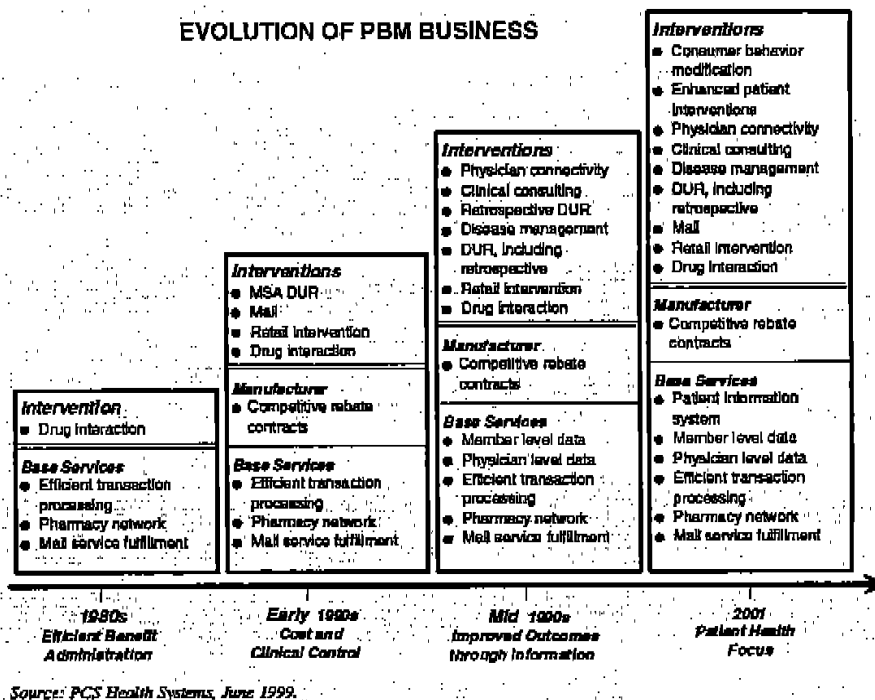 EVOLUTION OF PBM BUSINESS
Intervention
• Drug interaction
Base Services
• Efficient transaction
processing
• Pharmacy network
• Mail service fulfillment
Interventions
• MSA DUR
• Mail
• Retail intervention
• Drug interaction
Manufacturer
• Competitive rebate
contracts
Base Services
• Efficient transaction
processing
• Pharmacy network
• Mail service fulfillment
Interventions
• Physician connectivity
• Clinical consulting
• Retrospective DUR
• Disease management
• DUR, including
retrospective
• Retail intervention
• Drug interaction
Manufacturer
• Competitive rebate
contracts
Base Services
• Member level data
• Physician level data
• Efficient transaction
processing
• Pharmacy network
• Mail service fulfillment
Interventions
• Consumer behavior
modification
• Enhanced patient
interventions
• Physician connectivity
• Clinical consulting
• Disease management
• DUR, including
retrospective
• Mail
• Retail intervention
• Drug interaction
Manufacturer
• Competitive rebate
contracts
Base Services
• Patient information
system
• Member level data
• Physician level data
• Efficient transaction
processing
• Pharmacy network
• Mail service fulfillment
1980s
Efficient Benefit
Administration
Early 1990s
Cost and
Clinical Control
Mid 1990s
Improved Outcomes
through Information
2001
Patient Health
Focus
Source: PCS Health Systems, June 1999.